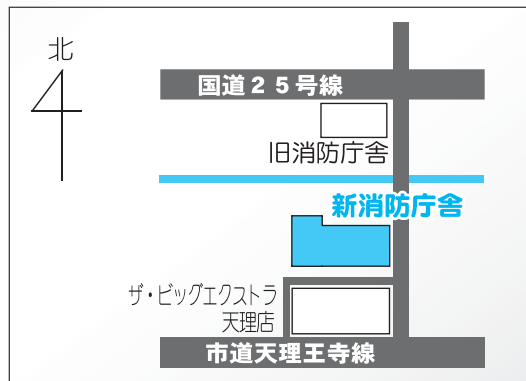 北
国道25号線
旧消防庁舎
新消防庁舎
ザ・ビッグエクストラ
天理店
市道天理王寺線